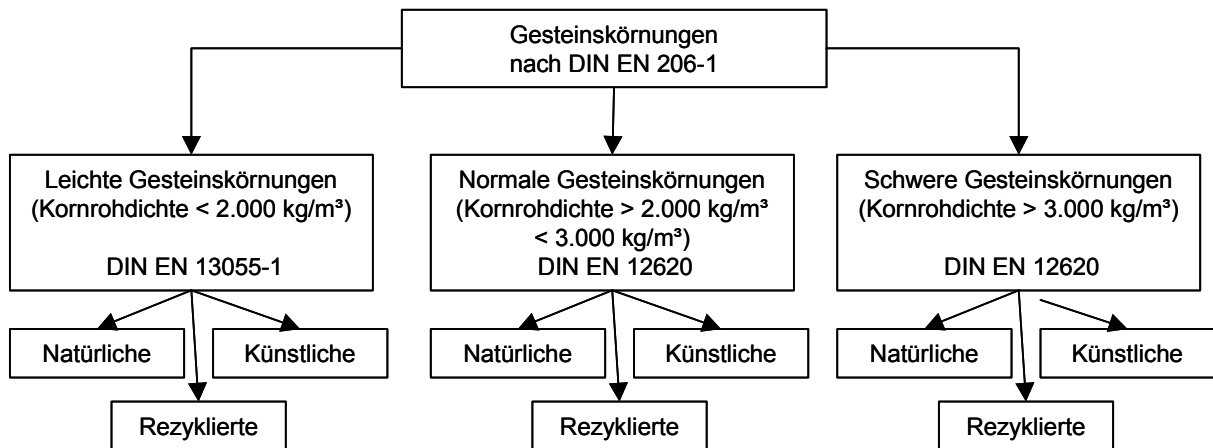 Gesteinskörnungen
nach DIN EN 206-1
Leichte Gesteinskörnungen
(Kornrohdichte < 2.000 kg/m³)
DIN EN 13055-1
Normale Gesteinskörnungen
(Kornrohdichte > 2.000 kg/m³
< 3.000 kg/m³)
DIN EN 12620
Schwere Gesteinskörnungen
(Kornrohdichte > 3.000 kg/m³)
DIN EN 12620
Natürliche
Künstliche
Rezyklierte
Natürliche
Künstliche
Rezyklierte
Natürliche
Künstliche
Rezyklierte